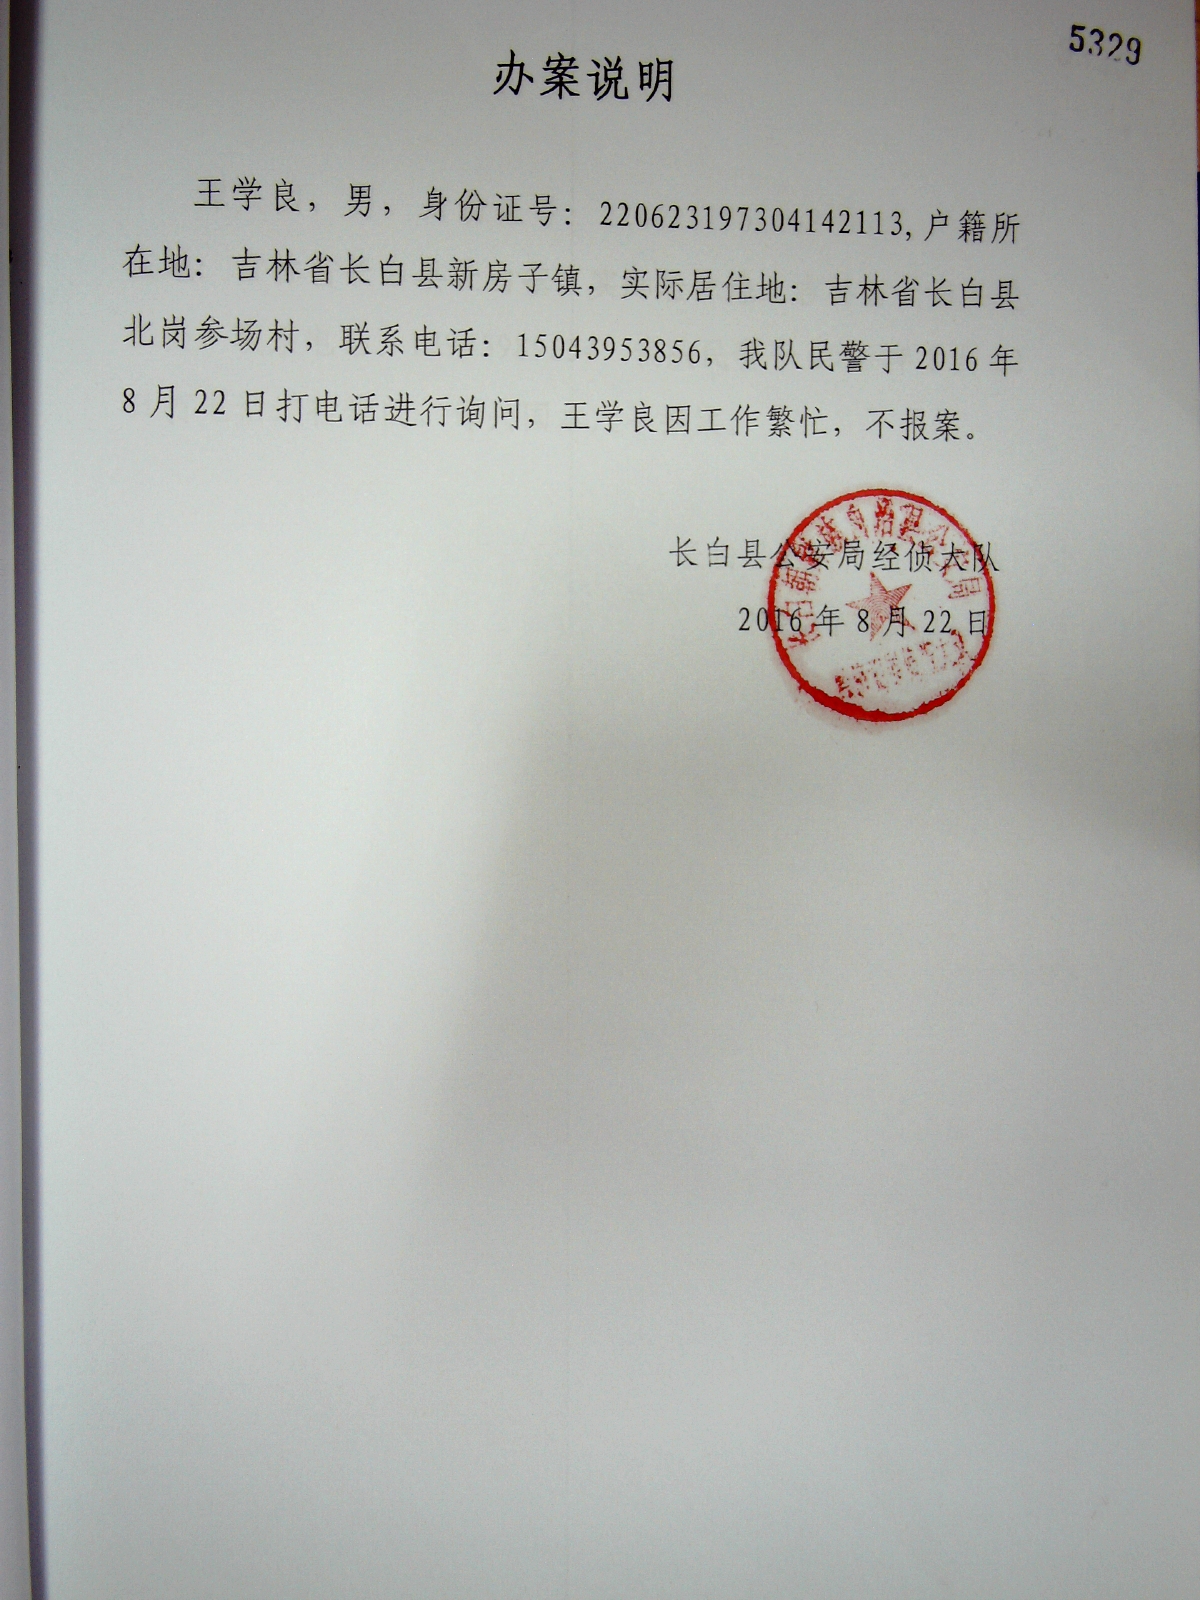 5329
办案说明
王学良，男，身份证号：220623197304142113,户籍所
在地：吉林省长白县新房子镇，实际居住地：吉林省长白县
北岗参场村，联系电话：15043953856，我队民警于2016年
8月22日打电话进行询问，王学良因工作繁忙，不报案。
长白县公安局经侦大队
2016年8月22日